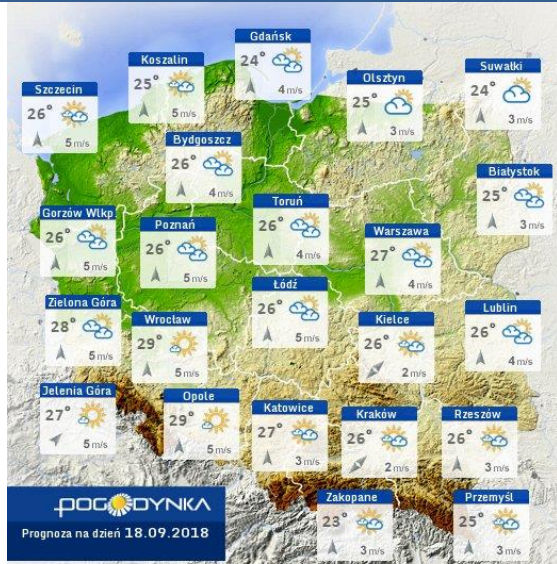 Gdańsk
24°
4 m/s
Koszalin
25°
5 m/s
Suwałki
24°
3 m/s
Olsztyn
25°
3 m/s
Szczecin
26°
5 m/s
Bydgoszcz
26°
4 m/s
Białystok
25°
3 m/s
Toruń
26°
4 m/s
Gorzów Wlkp
26°
5 m/s
Poznań
26°
5 m/s
Warszawa
27°
4 m/s
Łódź
26°
5 m/s
Zielona Góra
28°
5 m/s
Wrocław
29°
5 m/s
Kielce
26°
2 m/s
Lublin
26°
4 m/s
Jelenia Góra
27°
5 m/s
Opole
29°
5 m/s
Katowice
27°
3 m/s
Kraków
26°
2 m/s
Rzeszów
26°
3 m/s
Zakopane
23°
3 m/s
Przemyśl
25°
3 m/s
POGODYNKA
Prognoza na dzień 18.09.2018